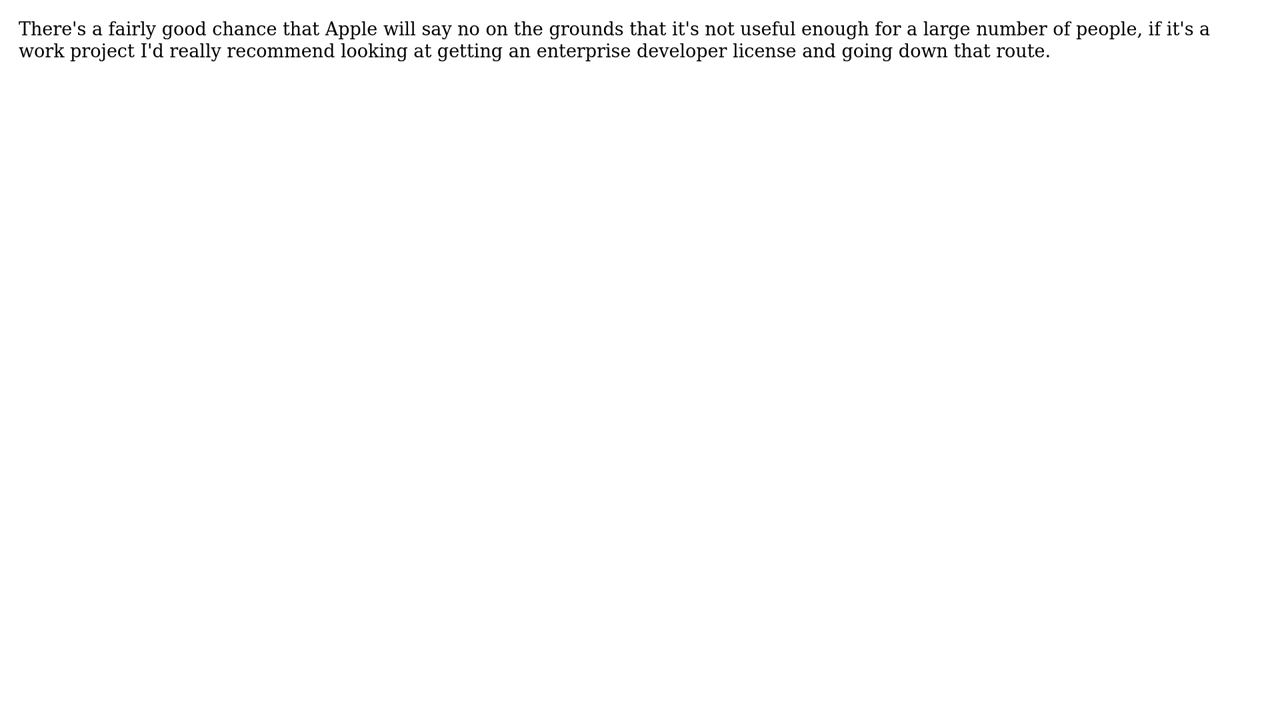 There's a fairly good chance that Apple will say no on the grounds that it's not useful enough for a large number of people, if it's a
work project I'd really recommend looking at getting an enterprise developer license and going down that route.